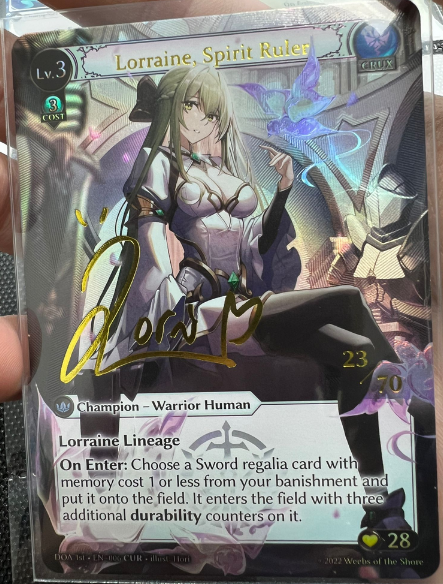 Lorraine, Spirit Ruler
Lv.3
CRUX
3
COST
23/
70
Champion – Warrior Human
Lorraine Lineage
On Enter: Choose a Sword regalia card with
memory cost 1 or less from your banishment and
put it onto the field. It enters the field with three
additional durability counters on it.
28
© 2022 Weebs of the Shore